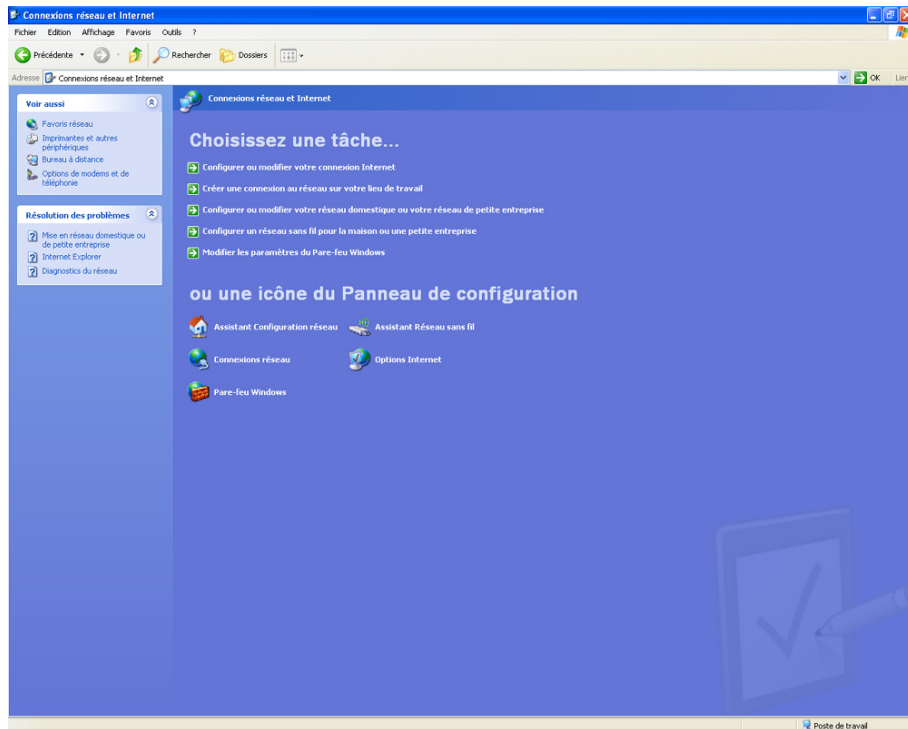 Connexions réseau et Internet
Fichier Edition Affichage Favoris Outils ?
Précédente Rechercher Dossiers
Adresse Connexions réseau et Internet OK Lier
Voir aussi
Favoris réseau
Imprimantes et autres
périphériques
Bureau à distance
Options de modems et de
téléphonie
Résolution des problèmes
Mise en réseau domestique ou
de petite entreprise
Internet Explorer
Diagnostics du réseau
Connexions réseau et Internet
Choisissez une tâche...
Configurer ou modifier votre connexion Internet
Créer une connexion au réseau sur votre lieu de travail
Configurer ou modifier votre réseau domestique ou votre réseau de petite entreprise
Configurer un réseau sans fil pour la maison ou une petite entreprise
Modifier les paramètres du Pare-feu Windows
ou une icône du Panneau de configuration
Assistant Configuration réseau Assistant Réseau sans fil
Connexions réseau Options Internet
Pare-feu Windows
Poste de travail